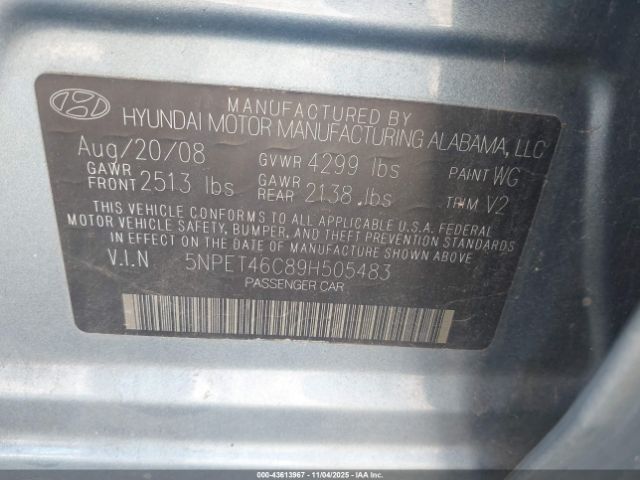 MANUFACTURED BY
HYUNDAI MOTOR MANUFACTURING ALABAMA, LLC
Aug/20/08 GVWR 4299 lbs PAINT WG
GAWR FRONT 2513 lbs GAWR REAR 2138 lbs TRIM V2
THIS VEHICLE CONFORMS TO ALL APPLICABLE U.S.A. FEDERAL
MOTOR VEHICLE SAFETY, BUMPER, AND THEFT PREVENTION STANDARDS
IN EFFECT ON THE DATE OF MANUFACTURE SHOWN ABOVE.
V.I.N 5NPET46C89H505483
PASSENGER CAR
000-43613967 - 11/04/2025 - IAAI.COM